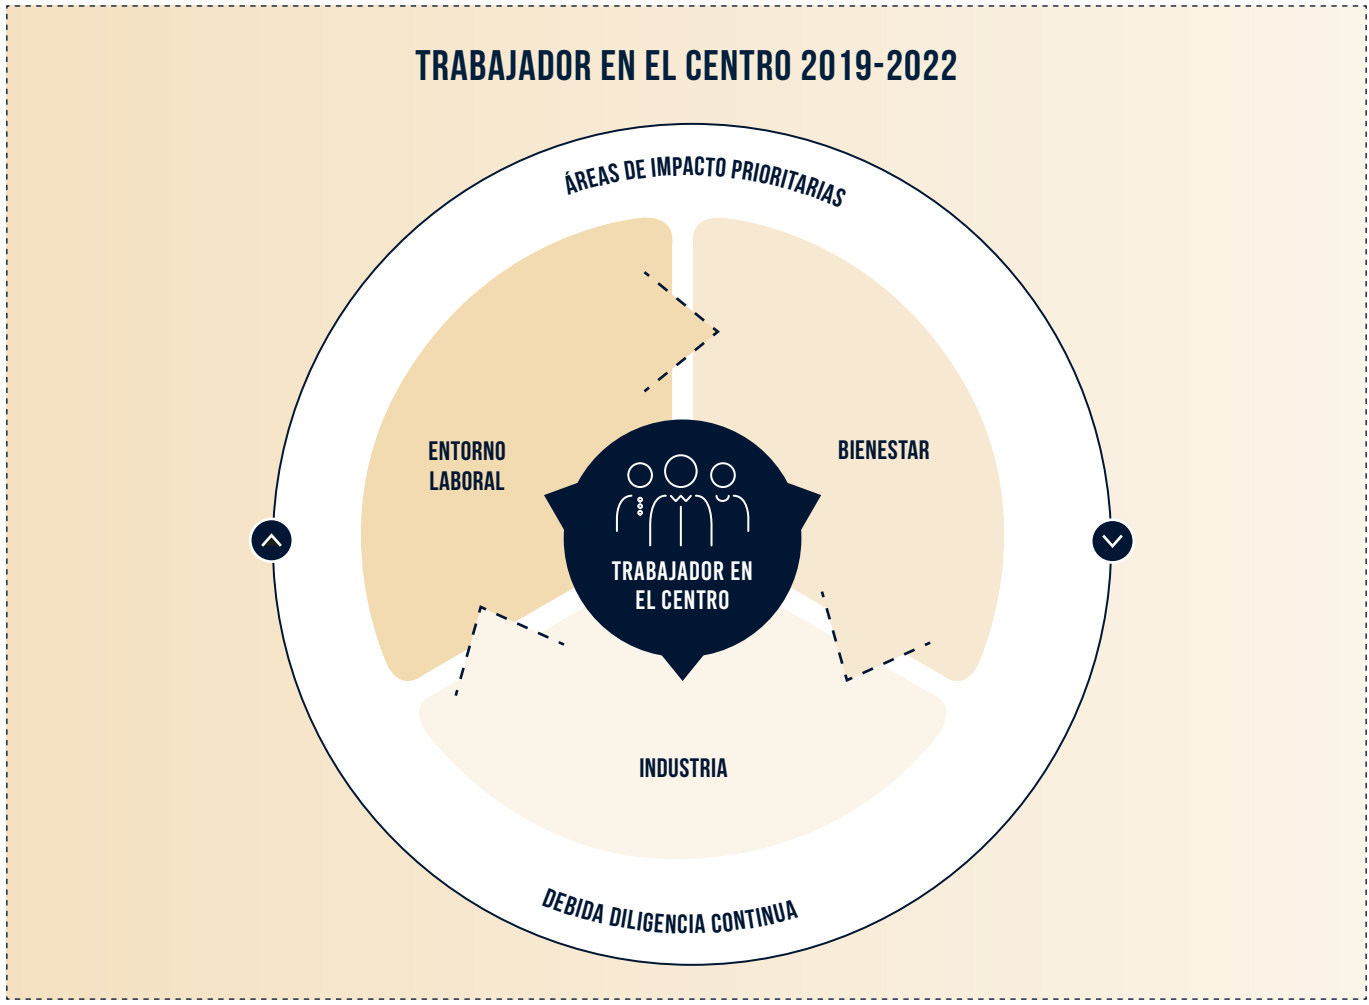 TRABAJADOR EN EL CENTRO 2019-2022
ÁREAS DE IMPACTO PRIORITARIAS
ENTORNO
LABORAL
BIENESTAR
TRABAJADOR EN
EL CENTRO
INDUSTRIA
DEBIDA DILIGENCIA CONTINUA